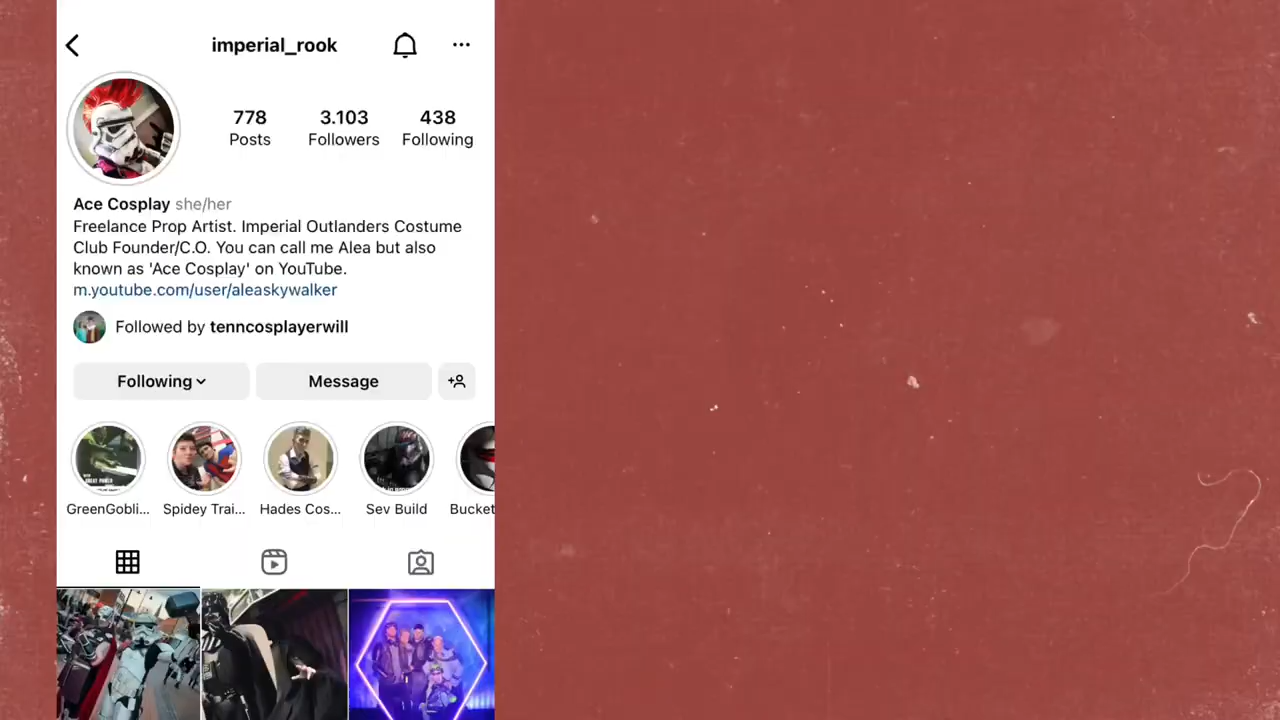 imperial_rook
778 3.103 438
Posts Followers Following
Ace Cosplay she/her
Freelance Prop Artist. Imperial Outlanders Costume
Club Founder/C.O. You can call me Alea but also
known as 'Ace Cosplay' on YouTube.
m.youtube.com/user/aleaskywalker
Followed by tenncosplayerwill
Following Message
GreenGobli... Spidey Trai... Hades Cos... Sev Build Bucket